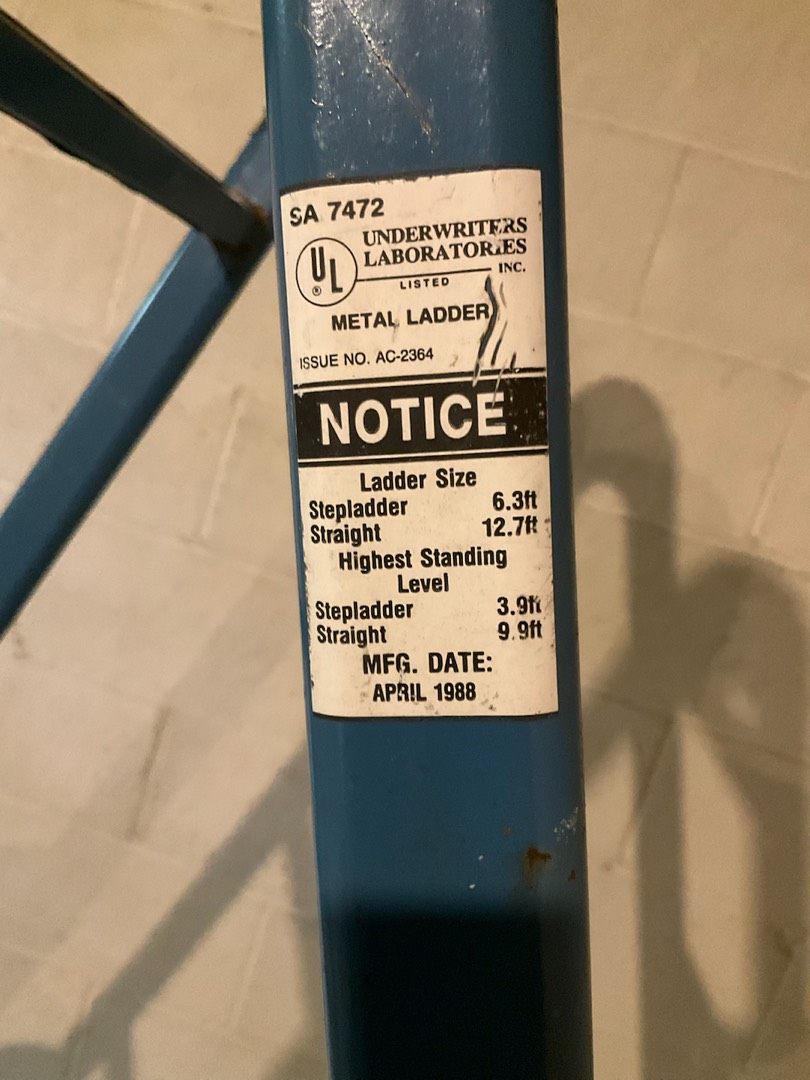 SA 7472
UNDERWRITERS
LABORATORIES
INC.
UL
®
LISTED
METAL LADDER
ISSUE NO. AC-2364
NOTICE
Ladder Size
Stepladder 6.3ft
Straight 12.7ft
Highest Standing
Level
Stepladder 3.9ft
Straight 9.9ft
MFG. DATE:
APRIL 1988